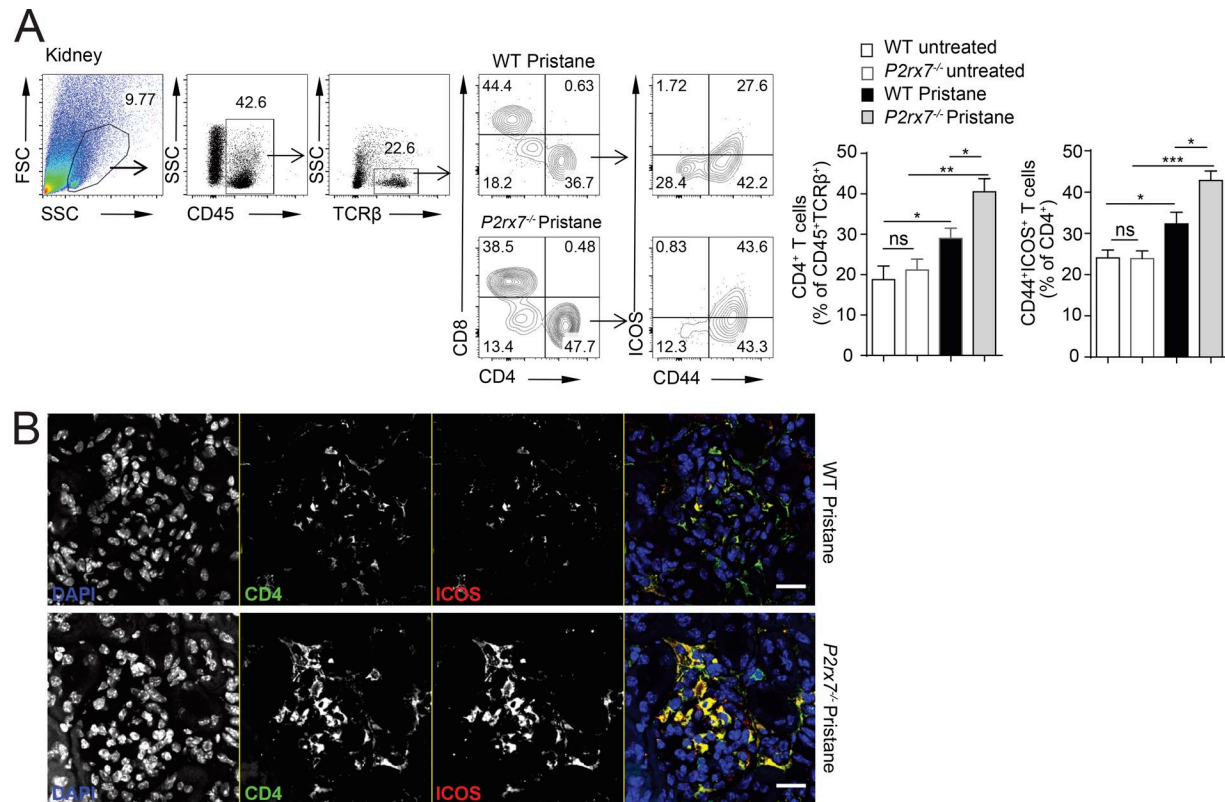 A
Kidney
FSC
9.77
SSC
SSC
42.6
CD45
SSC
22.6
TCRβ
WT Pristane
44.4 0.63
18.2 36.7
P2rx7-/- Pristane
38.5 0.48
13.4 47.7
CD8
CD4
1.72 27.6
28.4 42.2
0.83 43.6
12.3 43.3
ICOS
CD44
WT untreated
P2rx7-/- untreated
WT Pristane
P2rx7-/- Pristane
CD4+ T cells
(% of CD45+TCRβ+)
50
40
30
20
10
0
*
**
*
ns
CD44+ICOS+ T cells
(% of CD4+)
50
40
30
20
10
0
*
***
*
ns
B
DAPI
CD4
ICOS
WT Pristane
DAPI
CD4
ICOS
P2rx7-/- Pristane